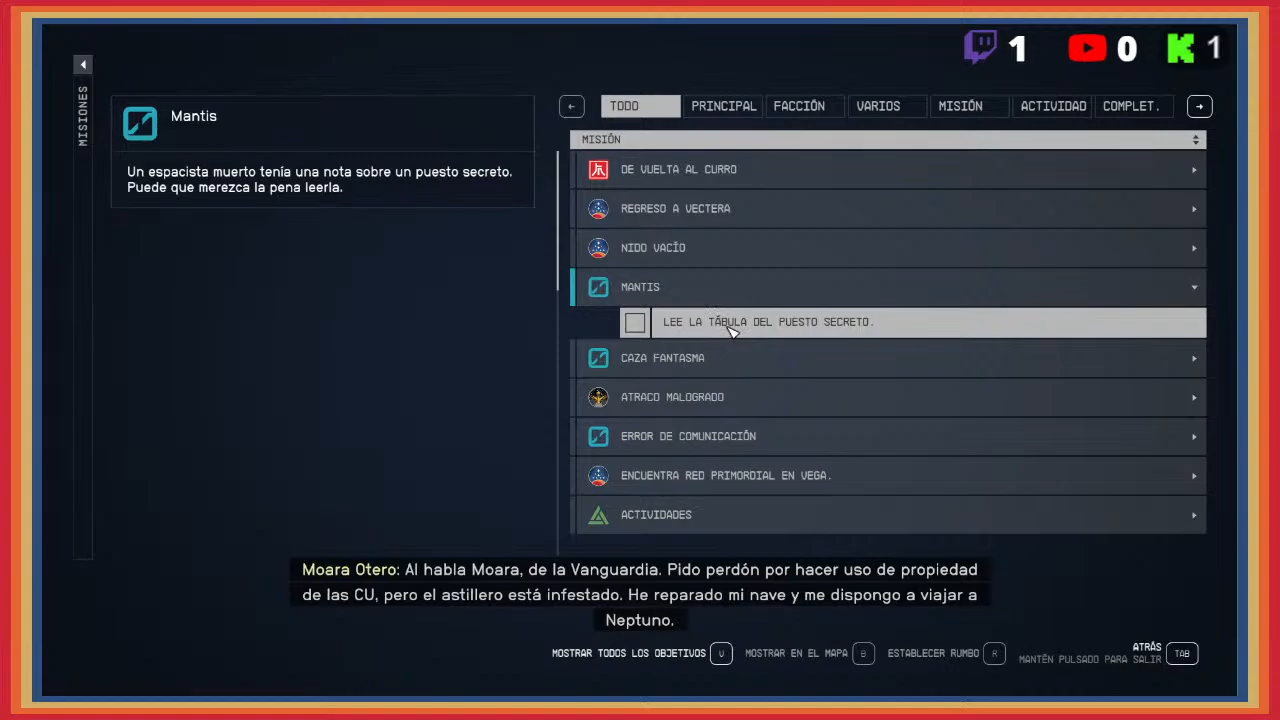 1
0
1
MISIONES
Mantis
Un espacista muerto tenía una nota sobre un puesto secreto.
Puede que merezca la pena leerla.
TODO
PRINCIPAL
FACCIÓN
VARIOS
MISIÓN
ACTIVIDAD
COMPLET.
MISIÓN
DE VUELTA AL CURRO
REGRESO A VECTERA
NIDO VACÍO
MANTIS
LEE LA TÁBULA DEL PUESTO SECRETO.
CAZA FANTASMA
ATRACO MALOGRADO
ERROR DE COMUNICACIÓN
ENCUENTRA RED PRIMORDIAL EN VEGA.
ACTIVIDADES
Moara Otero: Al habla Moara, de la Vanguardia. Pido perdón por hacer uso de propiedad
de las CU, pero el astillero está infestado. He reparado mi nave y me dispongo a viajar a
Neptuno.
MOSTRAR TODOS LOS OBJETIVOS V
MOSTRAR EN EL MAPA B
ESTABLECER RUMBO R
ATRÁS
MANTÉN PULSADO PARA SALIR
TAB